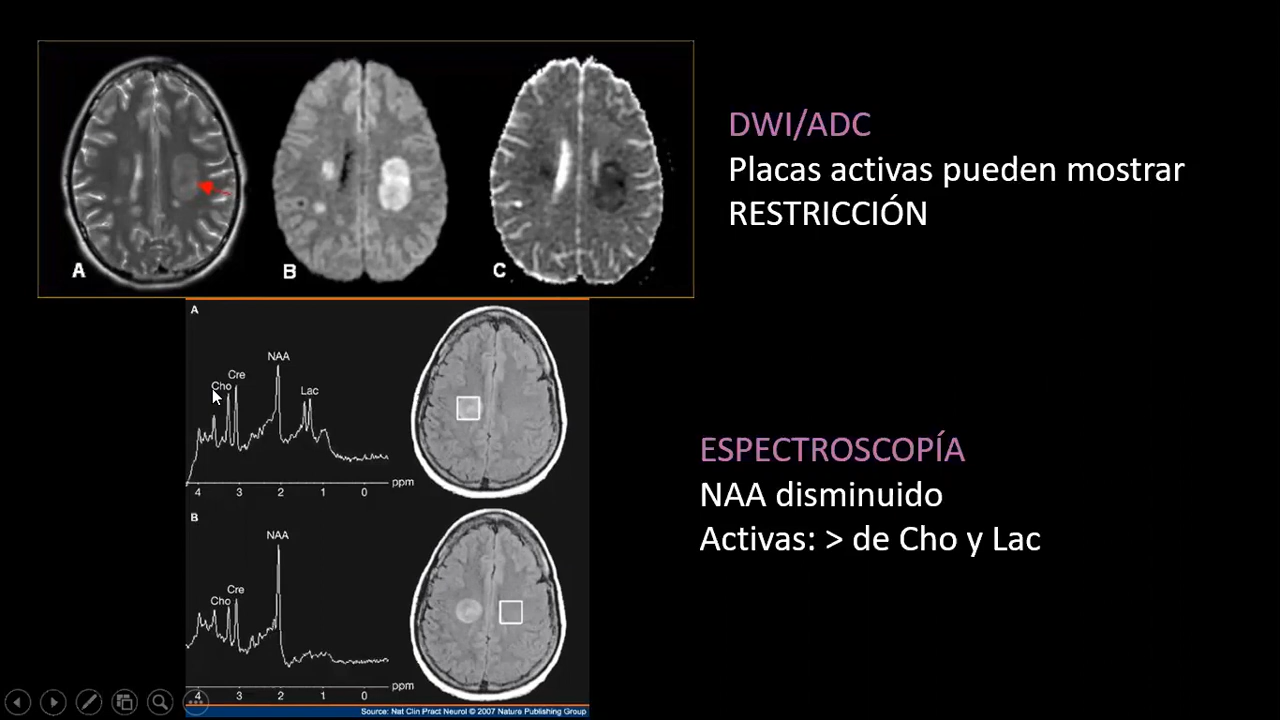 A
B
C
DWI/ADC
Placas activas pueden mostrar
RESTRICCIÓN
A
NAA
Cre
Cho
Lac
4 3 2 1 0 ppm
B
NAA
Cre
Cho
4 3 2 1 0 ppm
ESPECTROSCOPÍA
NAA disminuido
Activas: > de Cho y Lac
Source: Nat Clin Pract Neurol © 2007 Nature Publishing Group